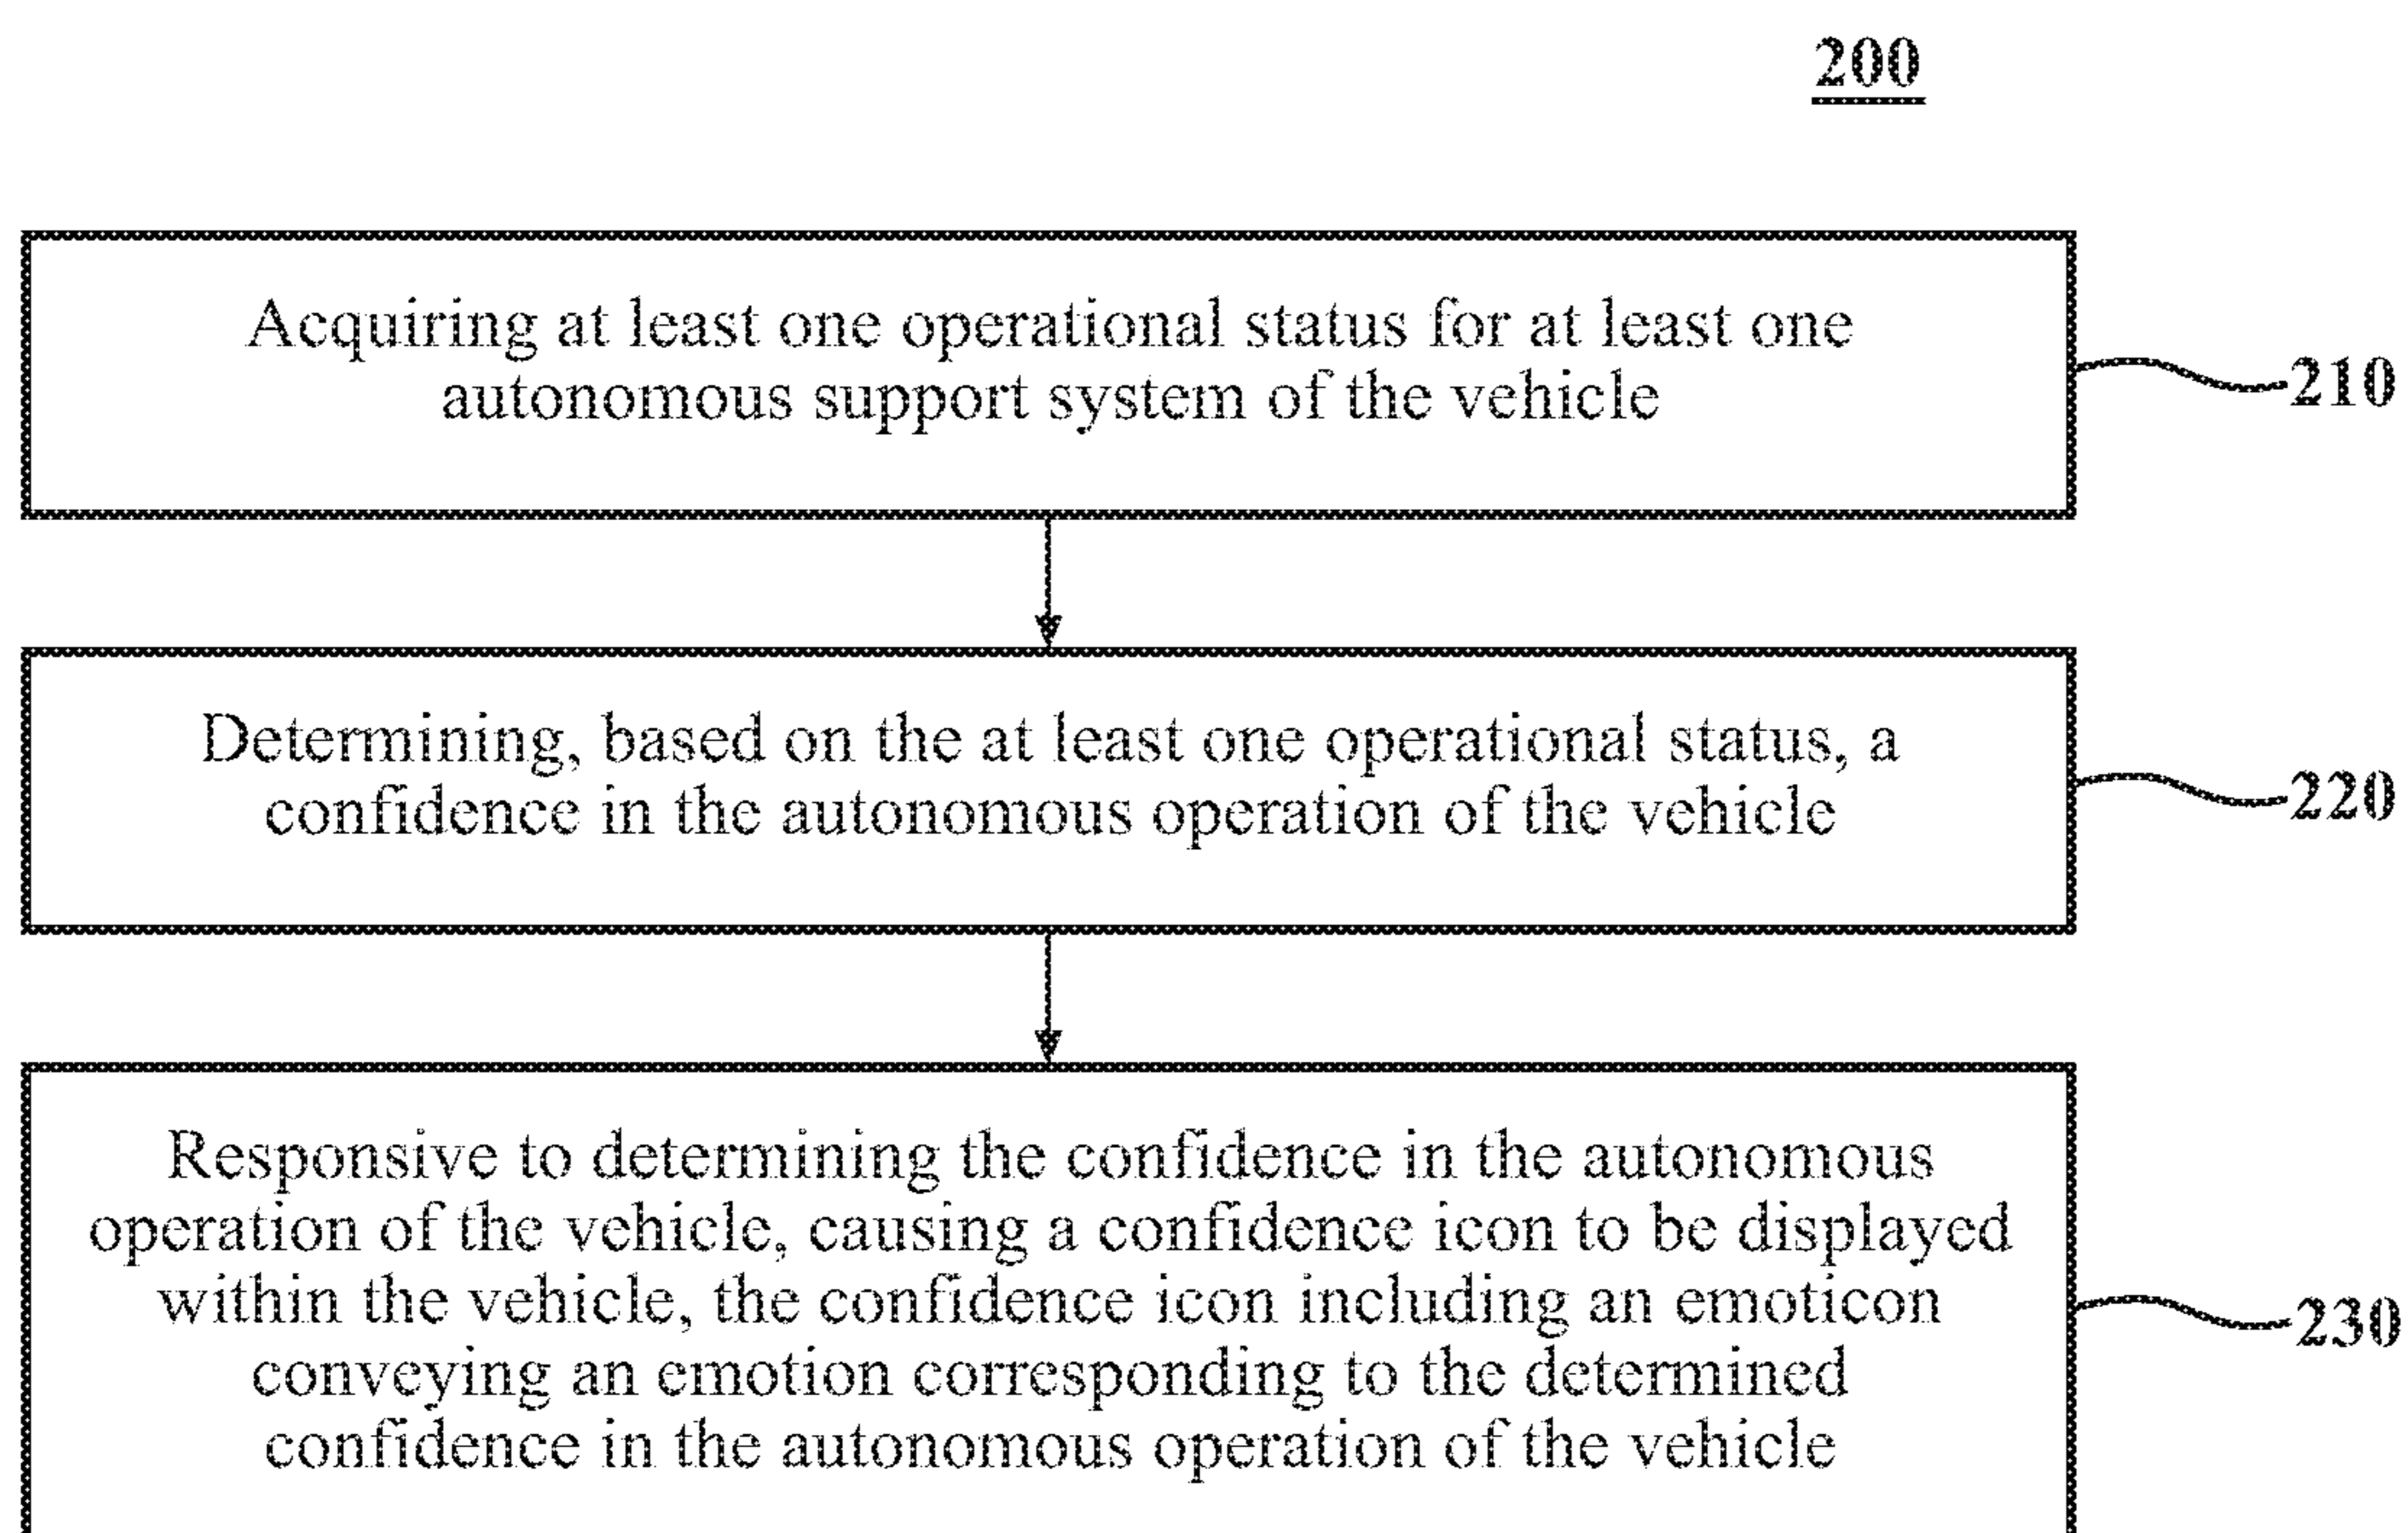 200
Acquiring at least one operational status for at least one
autonomous support system of the vehicle
210
Determining, based on the at least one operational status, a
confidence in the autonomous operation of the vehicle
220
Responsive to determining the confidence in the autonomous
operation of the vehicle, causing a confidence icon to be displayed
within the vehicle, the confidence icon including an emoticon
conveying an emotion corresponding to the determined
confidence in the autonomous operation of the vehicle
230